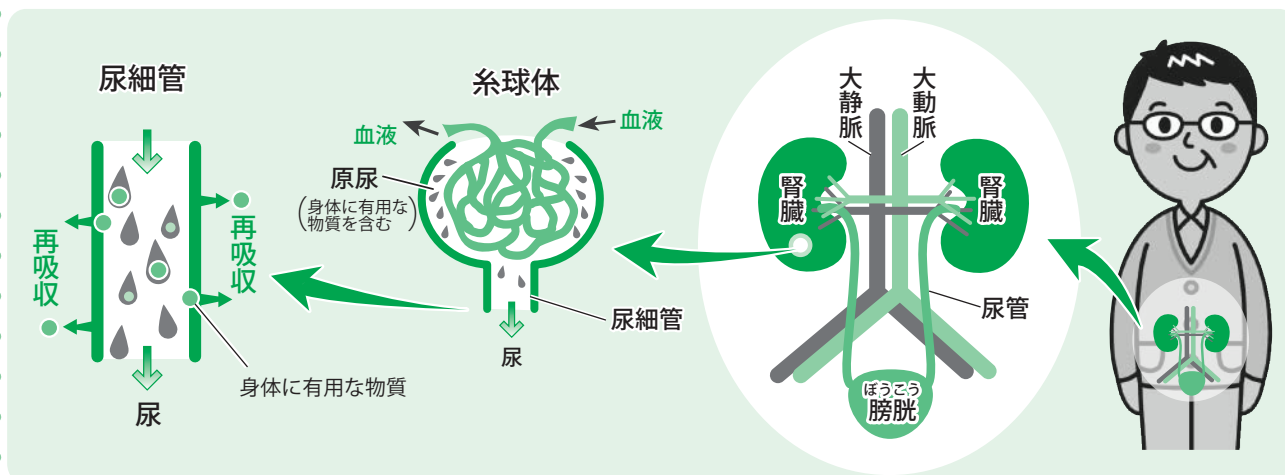 尿細管
再吸収
再吸収
身体に有用な物質
尿
糸球体
血液
血液
原尿
(身体に有用な
物質を含む)
尿細管
尿
大静脈
大動脈
腎臓
腎臓
尿管
ぼうこう
膀胱